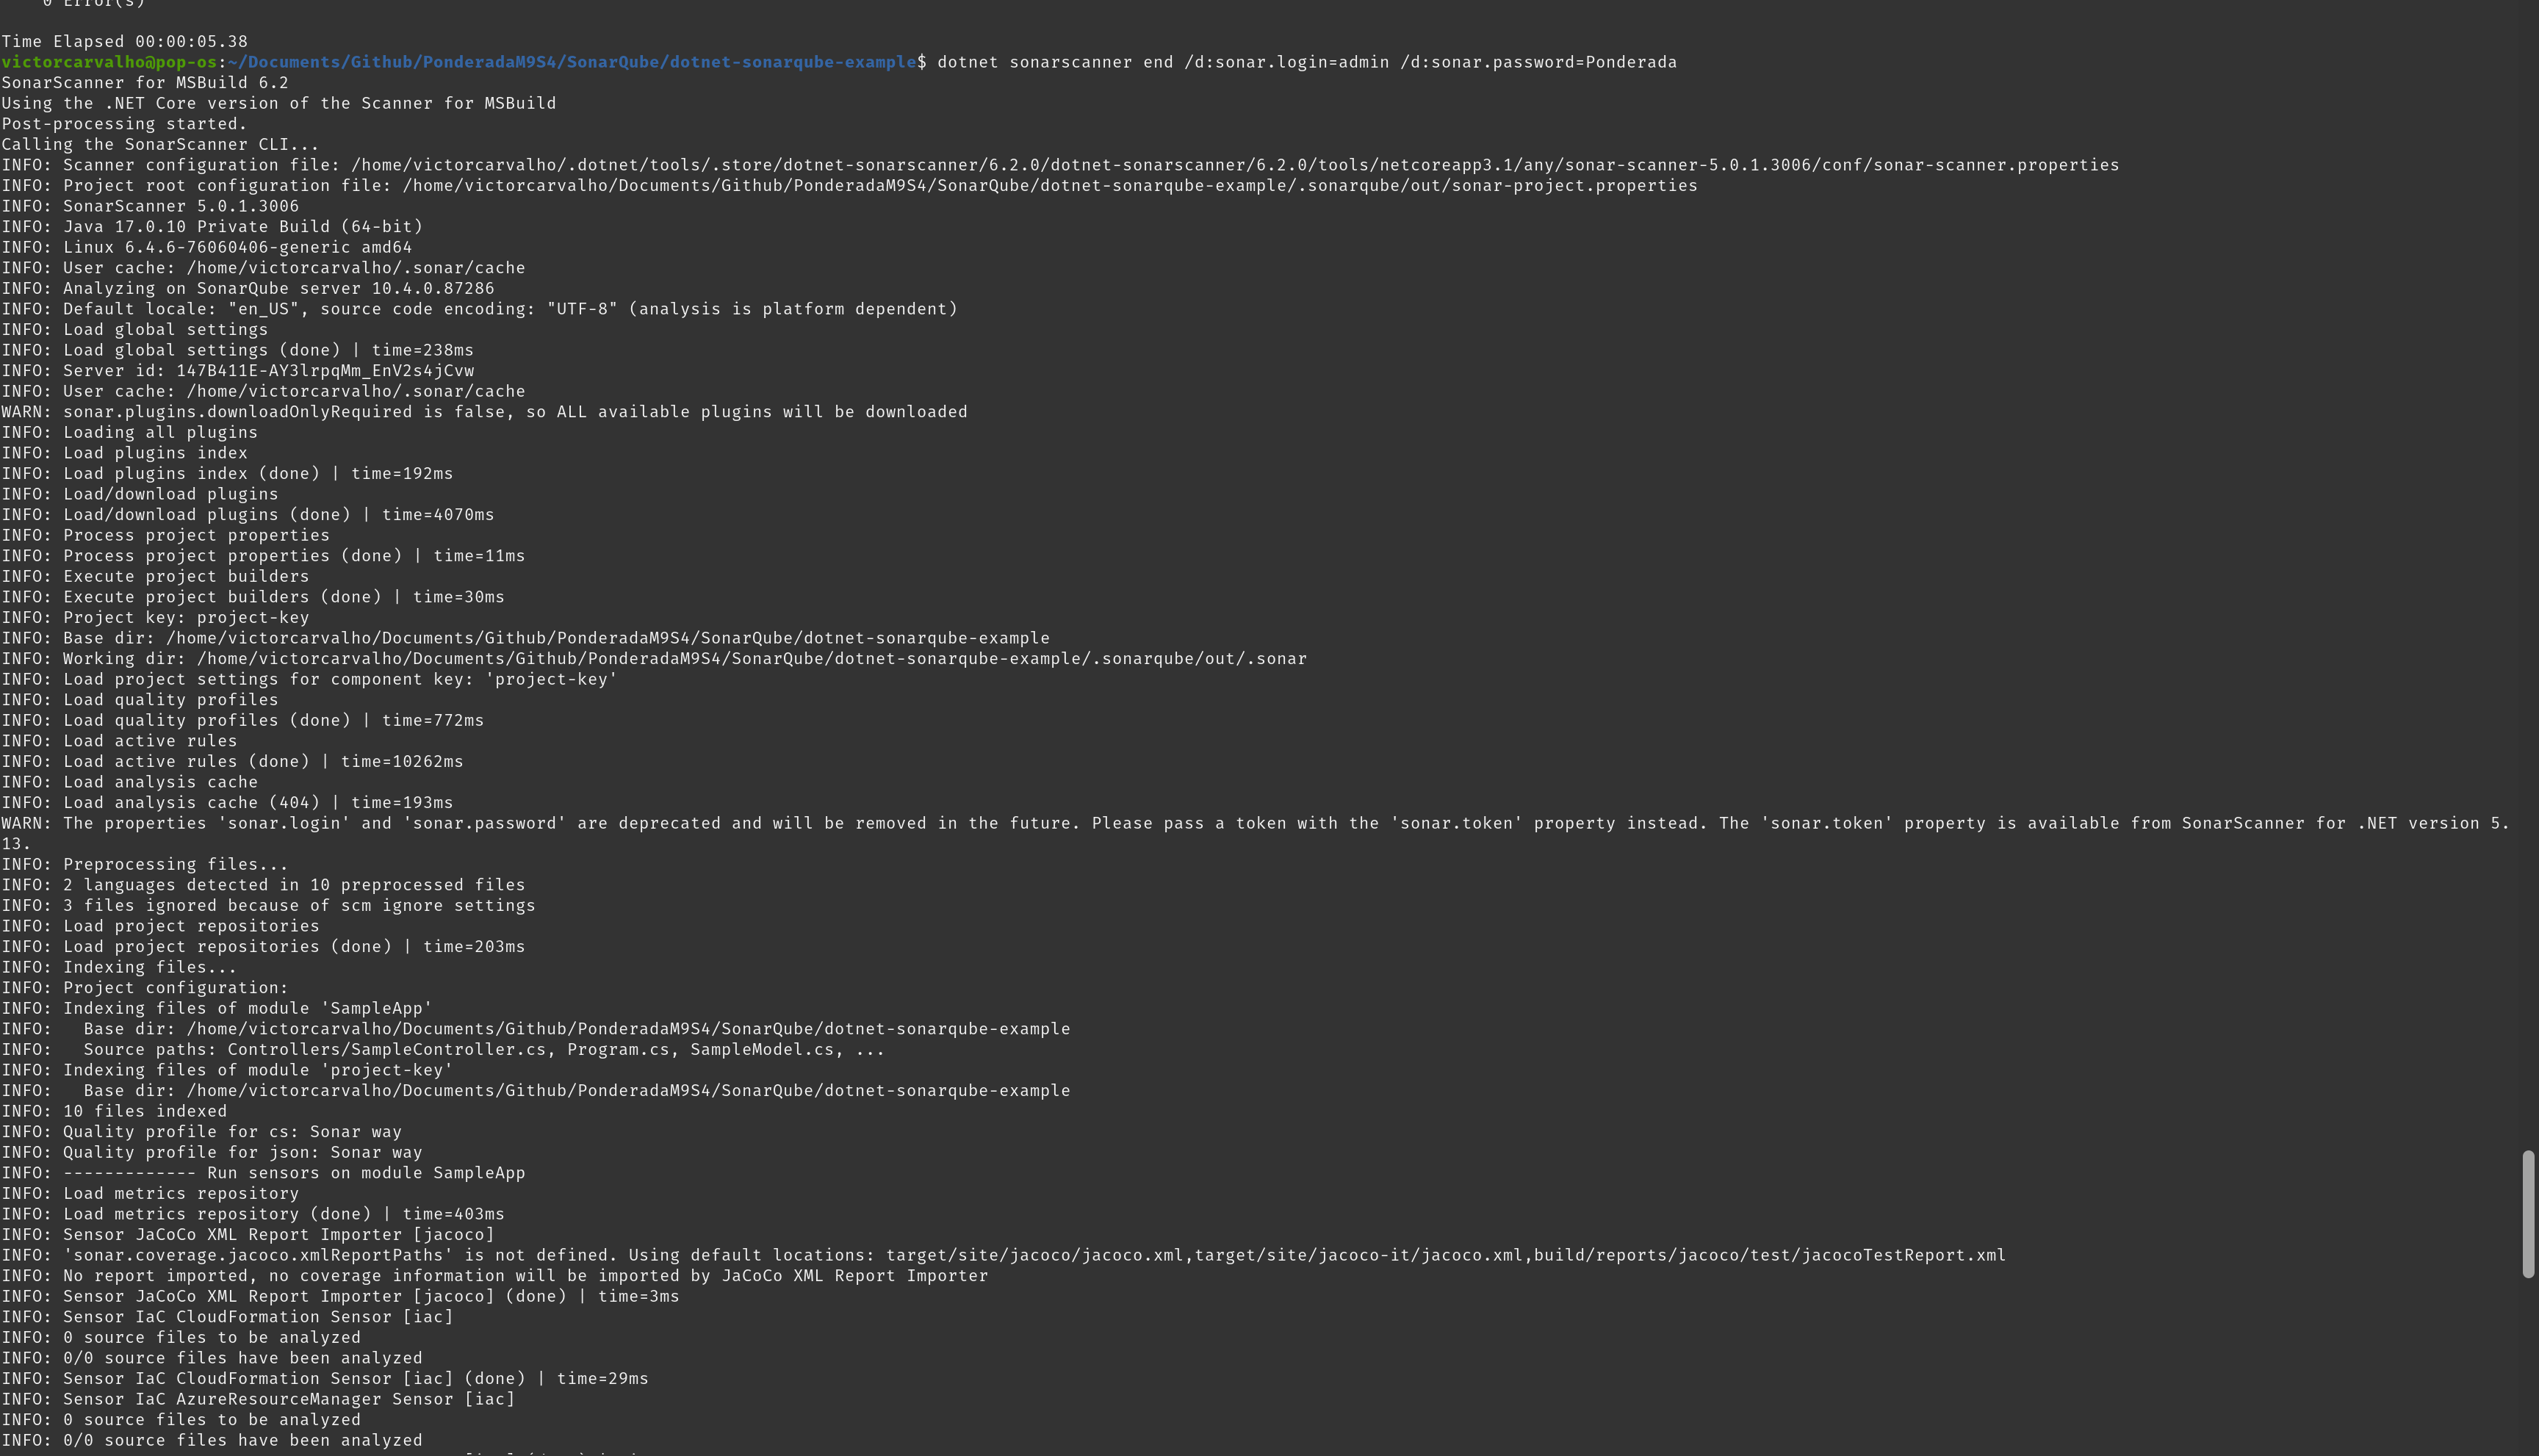 0 Error(s)
Time Elapsed 00:00:05.38
victorcarvalho@pop-os:~/Documents/Github/PonderadaM9S4/SonarQube/dotnet-sonarqube-example$ dotnet sonarscanner end /d:sonar.login=admin /d:sonar.password=Ponderada
SonarScanner for MSBuild 6.2
Using the .NET Core version of the Scanner for MSBuild
Post-processing started.
Calling the SonarScanner CLI...
INFO: Scanner configuration file: /home/victorcarvalho/.dotnet/tools/.store/dotnet-sonarscanner/6.2.0/dotnet-sonarscanner/6.2.0/tools/netcoreapp3.1/any/sonar-scanner-5.0.1.3006/conf/sonar-scanner.properties
INFO: Project root configuration file: /home/victorcarvalho/Documents/Github/PonderadaM9S4/SonarQube/dotnet-sonarqube-example/.sonarqube/out/sonar-project.properties
INFO: SonarScanner 5.0.1.3006
INFO: Java 17.0.10 Private Build (64-bit)
INFO: Linux 6.4.6-76060406-generic amd64
INFO: User cache: /home/victorcarvalho/.sonar/cache
INFO: Analyzing on SonarQube server 10.4.0.87286
INFO: Default locale: "en_US", source code encoding: "UTF-8" (analysis is platform dependent)
INFO: Load global settings
INFO: Load global settings (done) | time=238ms
INFO: Server id: 147B411E-AY3lrpqMm_EnV2s4jCvw
INFO: User cache: /home/victorcarvalho/.sonar/cache
WARN: sonar.plugins.downloadOnlyRequired is false, so ALL available plugins will be downloaded
INFO: Loading all plugins
INFO: Load plugins index
INFO: Load plugins index (done) | time=192ms
INFO: Load/download plugins
INFO: Load/download plugins (done) | time=4070ms
INFO: Process project properties
INFO: Process project properties (done) | time=11ms
INFO: Execute project builders
INFO: Execute project builders (done) | time=30ms
INFO: Project key: project-key
INFO: Base dir: /home/victorcarvalho/Documents/Github/PonderadaM9S4/SonarQube/dotnet-sonarqube-example
INFO: Working dir: /home/victorcarvalho/Documents/Github/PonderadaM9S4/SonarQube/dotnet-sonarqube-example/.sonarqube/out/.sonar
INFO: Load project settings for component key: 'project-key'
INFO: Load quality profiles
INFO: Load quality profiles (done) | time=772ms
INFO: Load active rules
INFO: Load active rules (done) | time=10262ms
INFO: Load analysis cache
INFO: Load analysis cache (404) | time=193ms
WARN: The properties 'sonar.login' and 'sonar.password' are deprecated and will be removed in the future. Please pass a token with the 'sonar.token' property instead. The 'sonar.token' property is available from SonarScanner for .NET version 5.
13.
INFO: Preprocessing files...
INFO: 2 languages detected in 10 preprocessed files
INFO: 3 files ignored because of scm ignore settings
INFO: Load project repositories
INFO: Load project repositories (done) | time=203ms
INFO: Indexing files...
INFO: Project configuration:
INFO: Indexing files of module 'SampleApp'
INFO:   Base dir: /home/victorcarvalho/Documents/Github/PonderadaM9S4/SonarQube/dotnet-sonarqube-example
INFO:   Source paths: Controllers/SampleController.cs, Program.cs, SampleModel.cs, ...
INFO: Indexing files of module 'project-key'
INFO:   Base dir: /home/victorcarvalho/Documents/Github/PonderadaM9S4/SonarQube/dotnet-sonarqube-example
INFO: 10 files indexed
INFO: Quality profile for cs: Sonar way
INFO: Quality profile for json: Sonar way
INFO: ------------- Run sensors on module SampleApp
INFO: Load metrics repository
INFO: Load metrics repository (done) | time=403ms
INFO: Sensor JaCoCo XML Report Importer [jacoco]
INFO: 'sonar.coverage.jacoco.xmlReportPaths' is not defined. Using default locations: target/site/jacoco/jacoco.xml,target/site/jacoco-it/jacoco.xml,build/reports/jacoco/test/jacocoTestReport.xml
INFO: No report imported, no coverage information will be imported by JaCoCo XML Report Importer
INFO: Sensor JaCoCo XML Report Importer [jacoco] (done) | time=3ms
INFO: Sensor IaC CloudFormation Sensor [iac]
INFO: 0 source files to be analyzed
INFO: 0/0 source files have been analyzed
INFO: Sensor IaC CloudFormation Sensor [iac] (done) | time=29ms
INFO: Sensor IaC AzureResourceManager Sensor [iac]
INFO: 0 source files to be analyzed
INFO: 0/0 source files have been analyzed